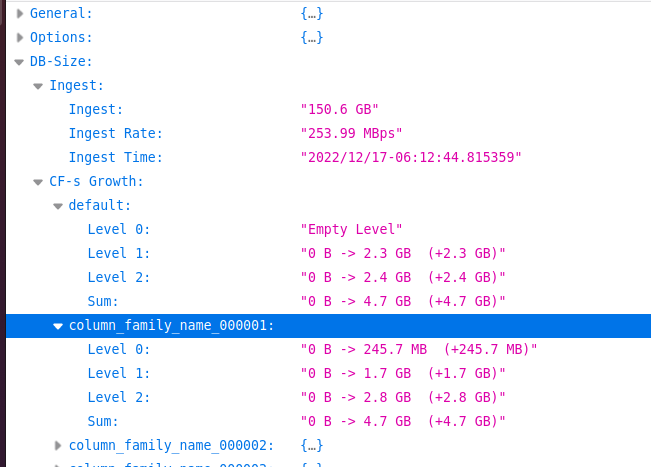 General: {…}
Options: {…}
DB-Size:
Ingest:
Ingest: "150.6 GB"
Ingest Rate: "253.99 MBps"
Ingest Time: "2022/12/17-06:12:44.815359"
CF-s Growth:
default:
Level 0: "Empty Level"
Level 1: "0 B -> 2.3 GB  (+2.3 GB)"
Level 2: "0 B -> 2.4 GB  (+2.4 GB)"
Sum: "0 B -> 4.7 GB  (+4.7 GB)"
column_family_name_000001:
Level 0: "0 B -> 245.7 MB  (+245.7 MB)"
Level 1: "0 B -> 1.7 GB  (+1.7 GB)"
Level 2: "0 B -> 2.8 GB  (+2.8 GB)"
Sum: "0 B -> 4.7 GB  (+4.7 GB)"
column_family_name_000002: {…}